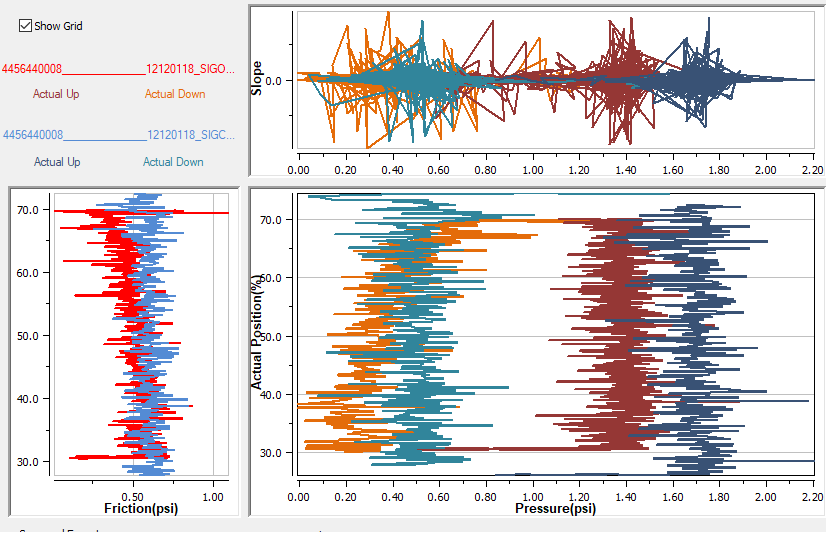 Show Grid
4456440008________________12120118_SIGO...
Actual Up Actual Down
4456440008________________12120118_SIGC...
Actual Up Actual Down
Slope
0.0
0.00 0.20 0.40 0.60 0.80 1.00 1.20 1.40 1.60 1.80 2.00 2.20
70.0
60.0
50.0
40.0
30.0
0.50 1.00
Friction(psi)
Actual Position(%)
70.0
60.0
50.0
40.0
30.0
0.00 0.20 0.40 0.60 0.80 1.00 1.20 1.40 1.60 1.80 2.00 2.20
Pressure(psi)